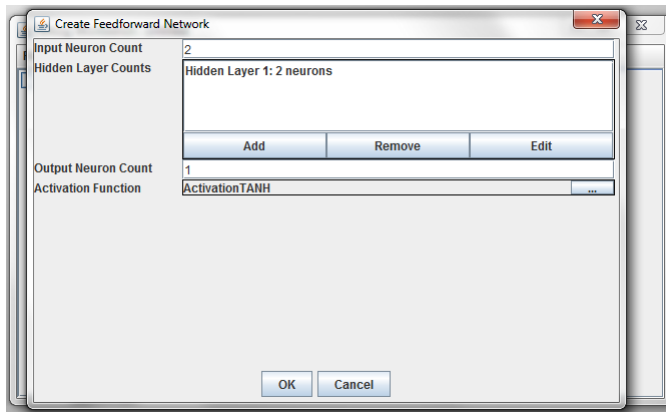 Create Feedforward Network
Input Neuron Count 2
Hidden Layer Counts Hidden Layer 1: 2 neurons
Add Remove Edit
Output Neuron Count 1
Activation Function ActivationTANH ...
OK Cancel